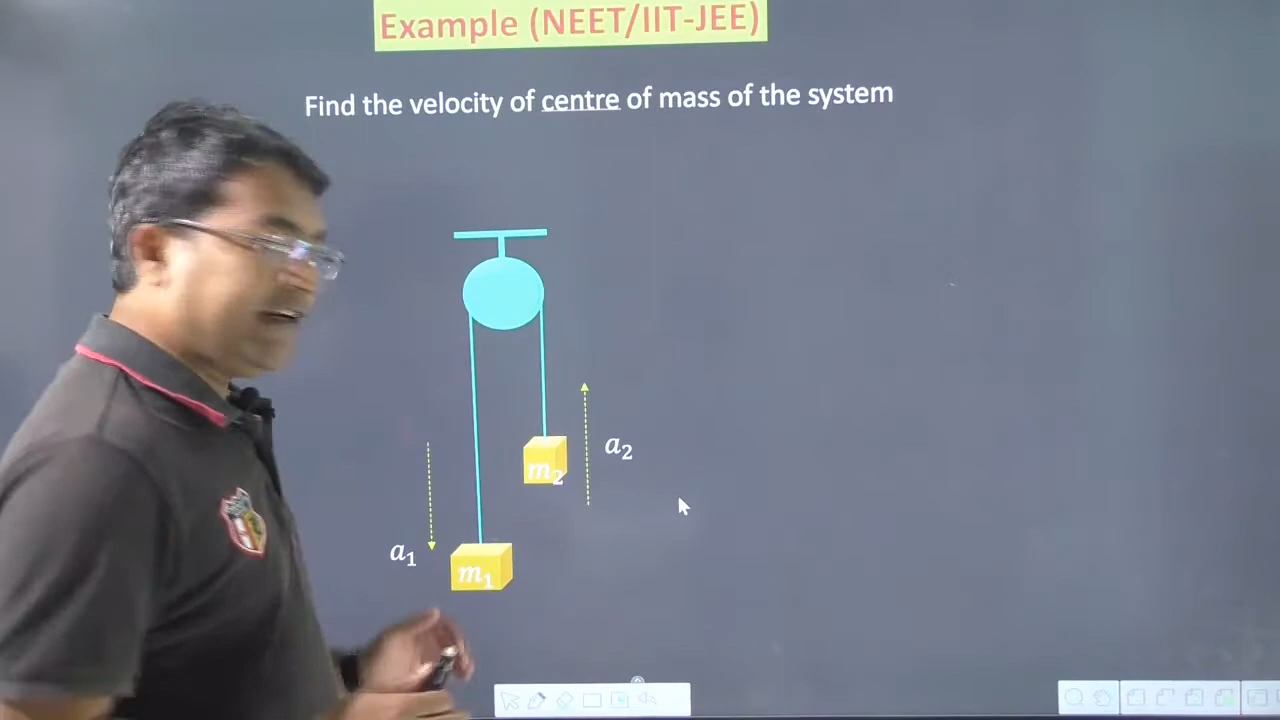 Example (NEET/IIT-JEE)
Find the velocity of centre of mass of the system
a₂
m₂
a₁
m₁